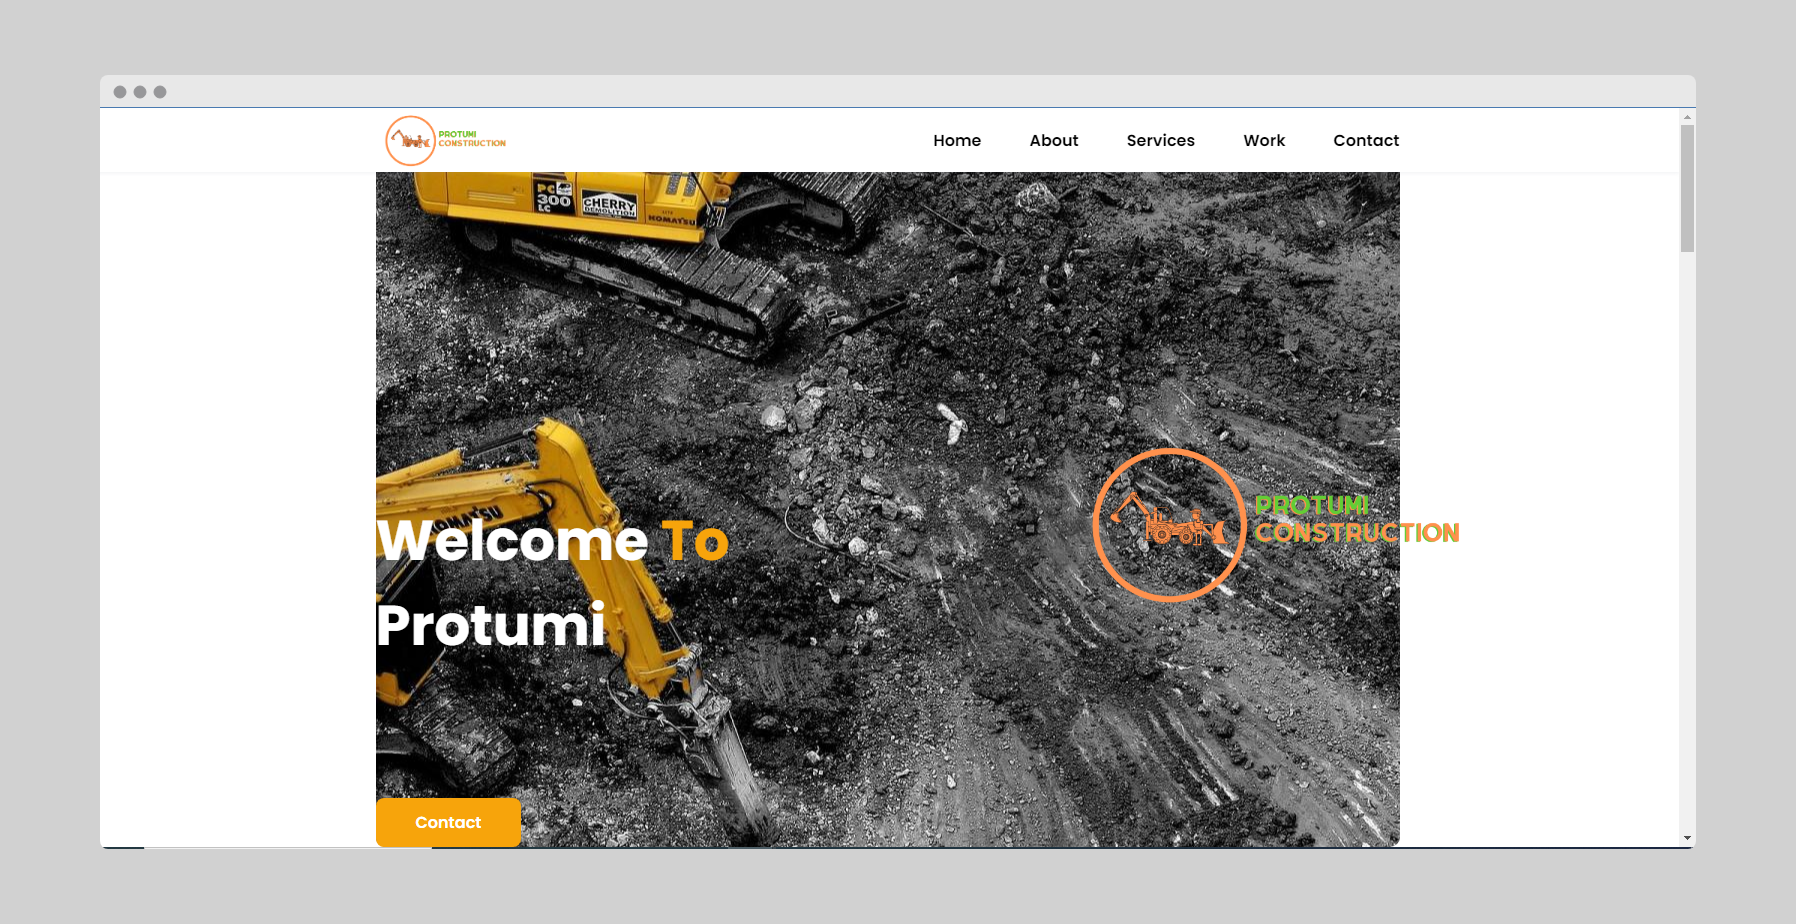 PROTUMI
CONSTRUCTION
Home About Services Work Contact
PC
300
LC
CHERRY
DEMOLITION
KOMATSU
KOMATSU
Welcome To
Protumi
PROTUMI
CONSTRUCTION
Contact